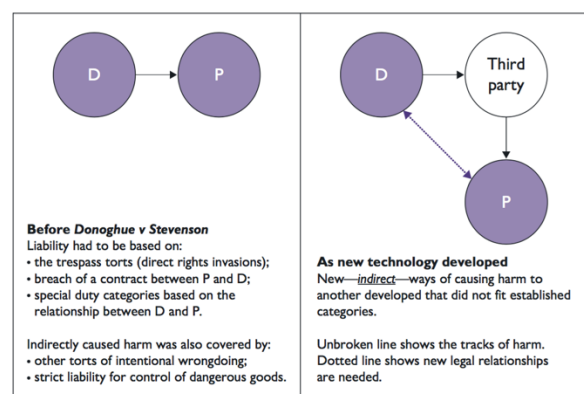 D
P
Before Donoghue v Stevenson
Liability had to be based on:
• the trespass torts (direct rights invasions);
• breach of a contract between P and D;
• special duty categories based on the
relationship between D and P.
Indirectly caused harm was also covered by:
• other torts of intentional wrongdoing;
• strict liability for control of dangerous goods.
D
Third
party
P
As new technology developed
New—indirect—ways of causing harm to
another developed that did not fit established
categories.
Unbroken line shows the tracks of harm.
Dotted line shows new legal relationships
are needed.